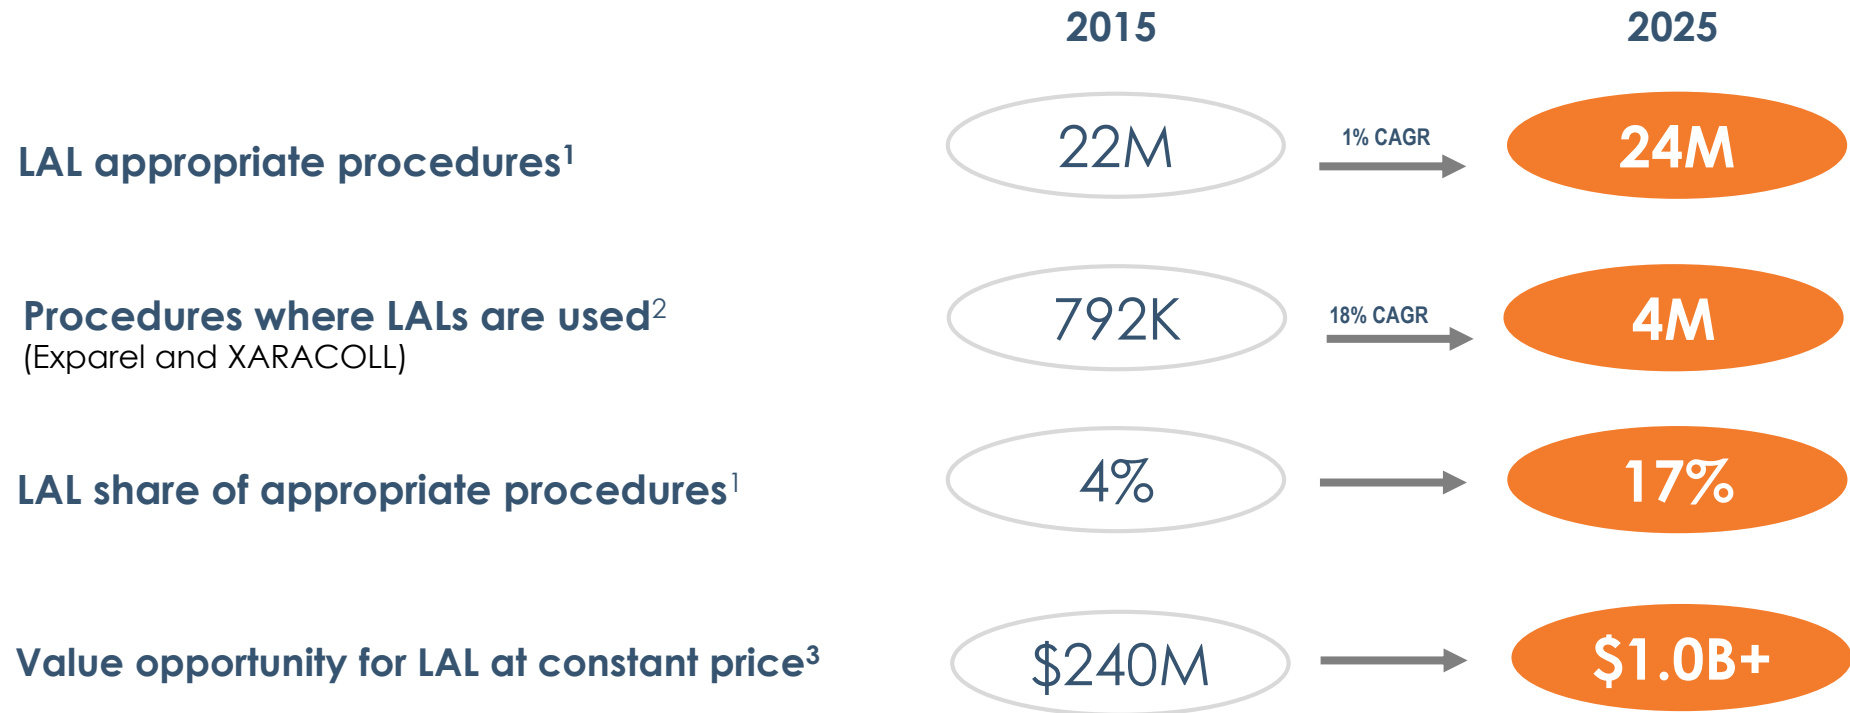 2015 2025
LAL appropriate procedures¹ 22M 1% CAGR 24M
Procedures where LALs are used² 792K 18% CAGR 4M
(Exparel and XARACOLL)
LAL share of appropriate procedures¹ 4% 17%
Value opportunity for LAL at constant price³ $240M $1.0B+